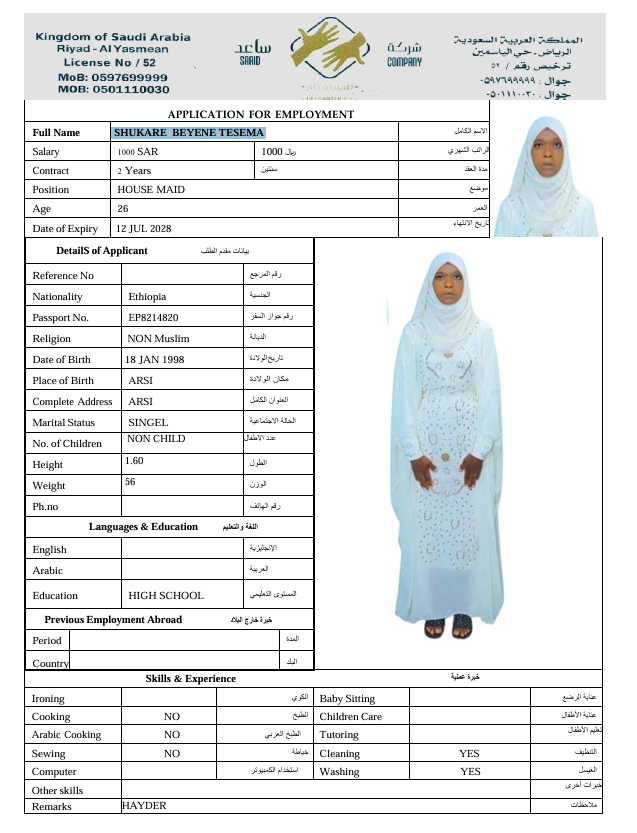 Kingdom of Saudi Arabia
Riyad - Al Yasmean
License No / 52
MoB: 0597699999
MOB: 0501110030
ساعد
SAAID
شركة
COMPANY
المملكة العربية السعودية
الرياض-حي الياسمين
ترخيص رقم / ٥٢
جوال : ٠٥٩٧٦٩٩٩٩٩
جوال : ٠٥٠١١١٠٠٣٠
APPLICATION FOR EMPLOYMENT
Full Name SHUKARE BEYENE TESEMA الاسم الكامل
Salary 1000 SAR 1000 ريال الراتب الشهري
Contract 2 Years سنتين مدة العقد
Position HOUSE MAID موضع
Age 26 العمر
Date of Expiry 12 JUL 2028 تاريخ الانتهاء
DetailS of Applicant بيانات مقدم الطلب
Reference No رقم المرجع
Nationality Ethiopia الجنسية
Passport No. EP8214820 رقم جواز السفر
Religion NON Muslim الديانة
Date of Birth 18 JAN 1998 تاريخ الولادة
Place of Birth ARSI مكان الولادة
Complete Address ARSI العنوان الكامل
Marital Status SINGEL الحالة الاجتماعية
No. of Children NON CHILD عدد الاطفال
Height 1.60 الطول
Weight 56 الوزن
Ph.no رقم الهاتف
Languages & Education اللغة والتعليم
English الإنجليزية
Arabic العربية
Education HIGH SCHOOL المستوى التعليمي
Previous Employment Abroad خبرة خارج البلاد
Period المدة
Country البلد
Skills & Experience خبرة عملية
Ironing الكوي Baby Sitting عناية الرضع
Cooking NO الطبخ Children Care عناية الأطفال
Arabic Cooking NO الطبخ العربي Tutoring تعليم الأطفال
Sewing NO خياطة Cleaning YES التنظيف
Computer استخدام الكمبيوتر Washing YES الغيسل
Other skills خبرات أخرى
Remarks HAYDER ملاحظات